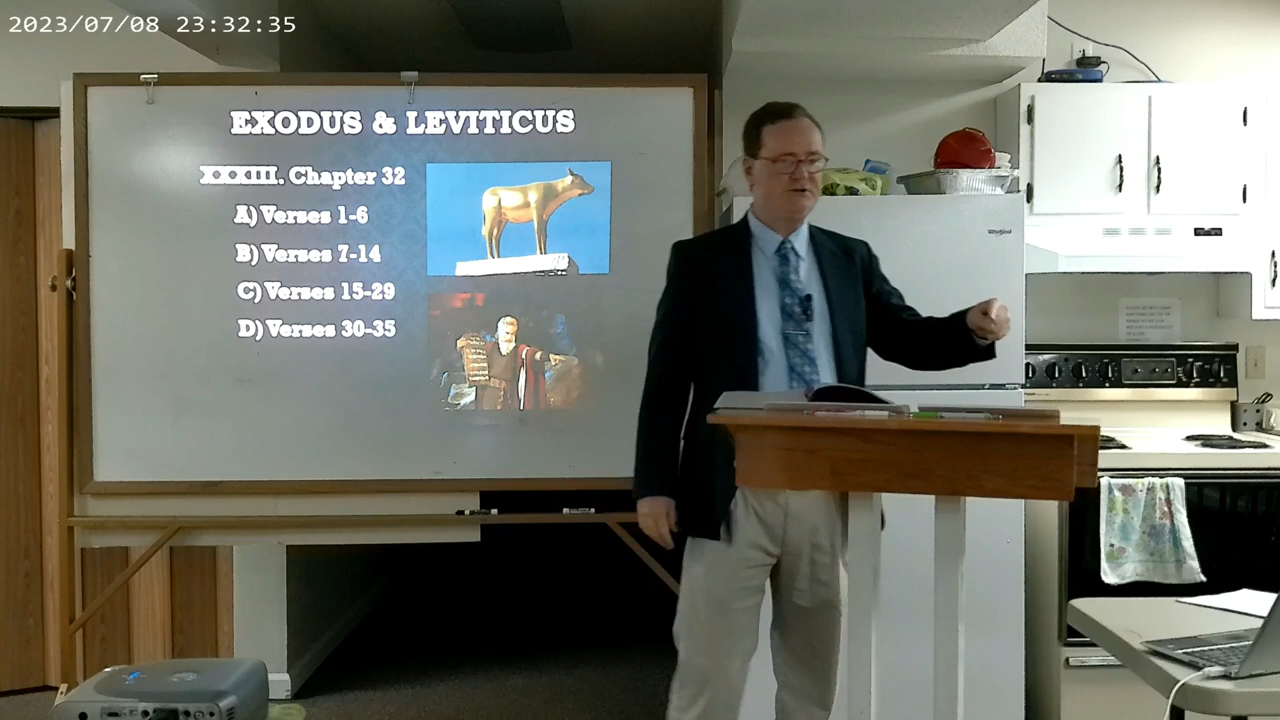 2023/07/08 23:32:35
EXODUS & LEVITICUS
XXXIII. Chapter 32
A) Verses 1-6
B) Verses 7-14
C) Verses 15-29
D) Verses 30-35
Whirlpool